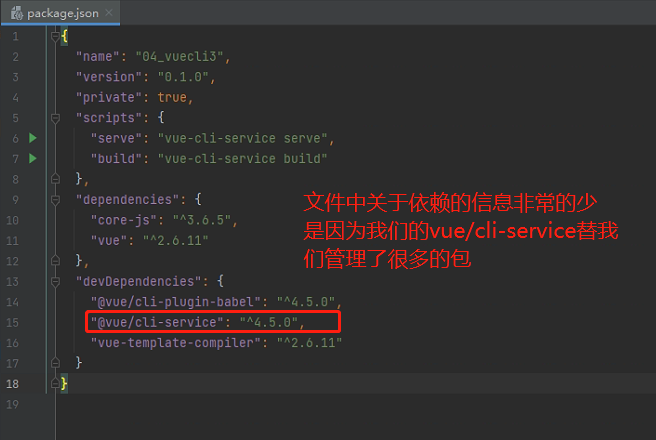 package.json
1 {
2 "name": "04_vuecli3",
3 "version": "0.1.0",
4 "private": true,
5 "scripts": {
6 "serve": "vue-cli-service serve",
7 "build": "vue-cli-service build"
8 },
9 "dependencies": {
10 "core-js": "^3.6.5",
11 "vue": "^2.6.11"
12 },
13 "devDependencies": {
14 "@vue/cli-plugin-babel": "^4.5.0",
15 "@vue/cli-service": "^4.5.0",
16 "vue-template-compiler": "^2.6.11"
17 }
18 }
19
文件中关于依赖的信息非常的少
是因为我们的vue/cli-service替我
们管理了很多的包